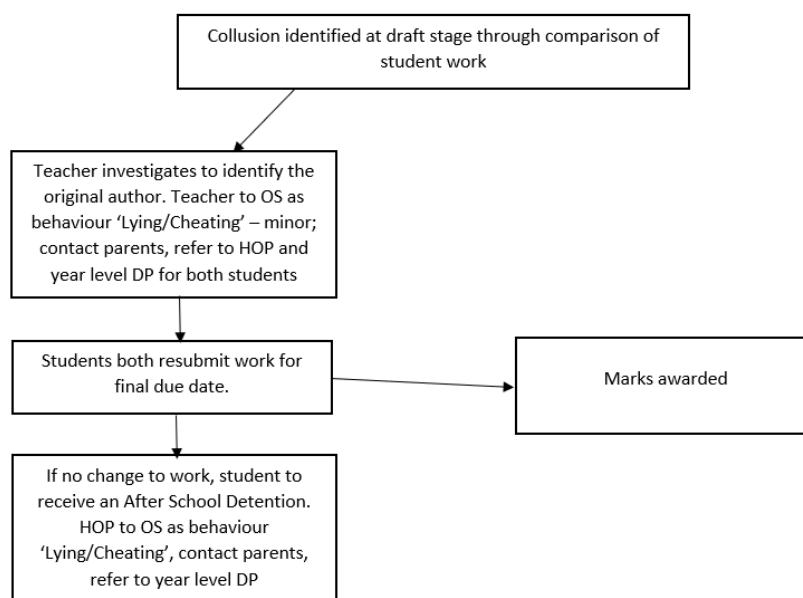 Collusion identified at draft stage through comparison of
student work
Teacher investigates to identify the
original author. Teacher to OS as
behaviour ‘Lying/Cheating’ – minor;
contact parents, refer to HOP and
year level DP for both students
Students both resubmit work for
final due date.
Marks awarded
If no change to work, student to
receive an After School Detention.
HOP to OS as behaviour
‘Lying/Cheating’, contact parents,
refer to year level DP